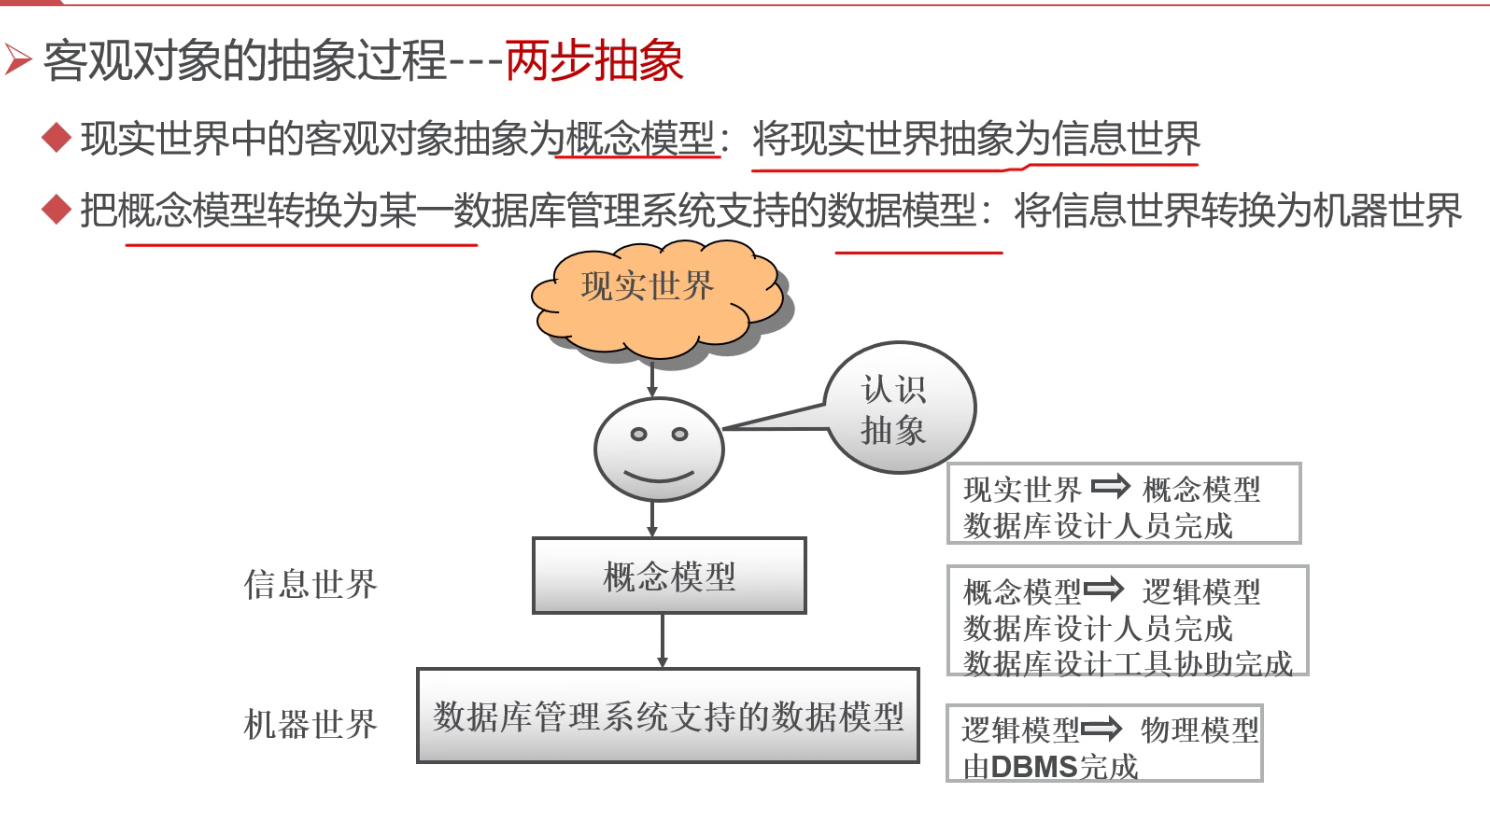 客观对象的抽象过程---两步抽象
现实世界中的客观对象抽象为概念模型：将现实世界抽象为信息世界
把概念模型转换为某一数据库管理系统支持的数据模型：将信息世界转换为机器世界
现实世界
认识
抽象
现实世界 概念模型
数据库设计人员完成
信息世界
概念模型
概念模型 逻辑模型
数据库设计人员完成
数据库设计工具协助完成
机器世界
数据库管理系统支持的数据模型
逻辑模型 物理模型
由DBMS完成